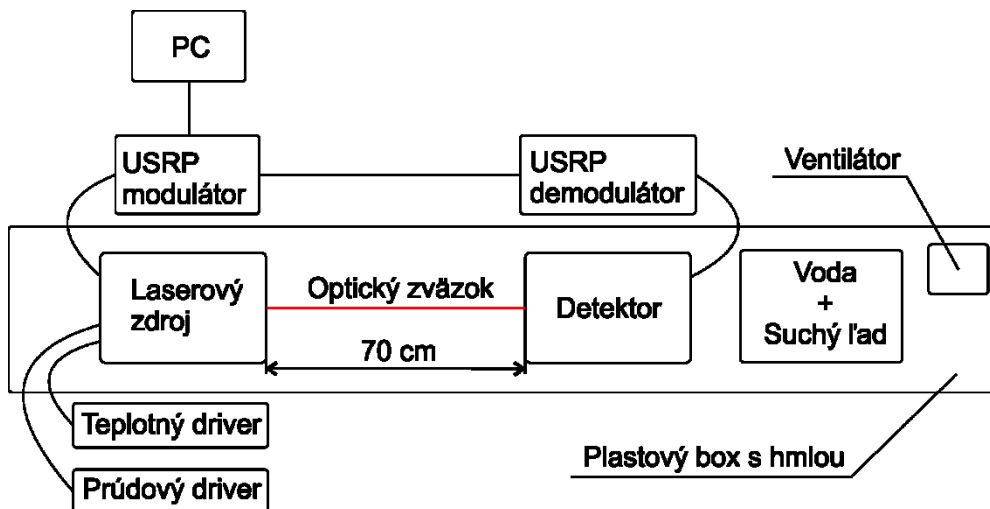 PC
USRP
modulátor
USRP
demodulátor
Ventilátor
Laserový
zdroj
Optický zväzok
70 cm
Detektor
Voda
+
Suchý ľad
Teplotný driver
Prúdový driver
Plastový box s hmlou